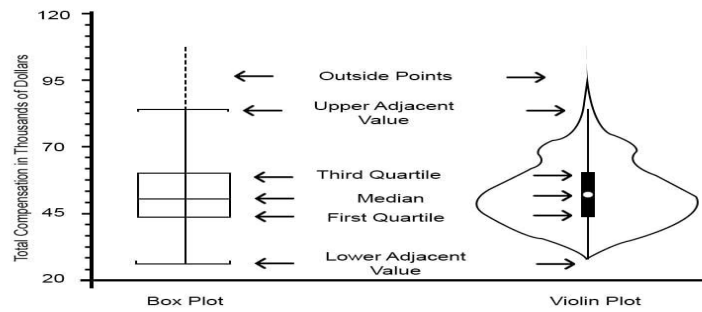 120
95
70
45
20
Total Compensation in Thousands of Dollars
Outside Points
Upper Adjacent
Value
Third Quartile
Median
First Quartile
Lower Adjacent
Value
Box Plot
Violin Plot